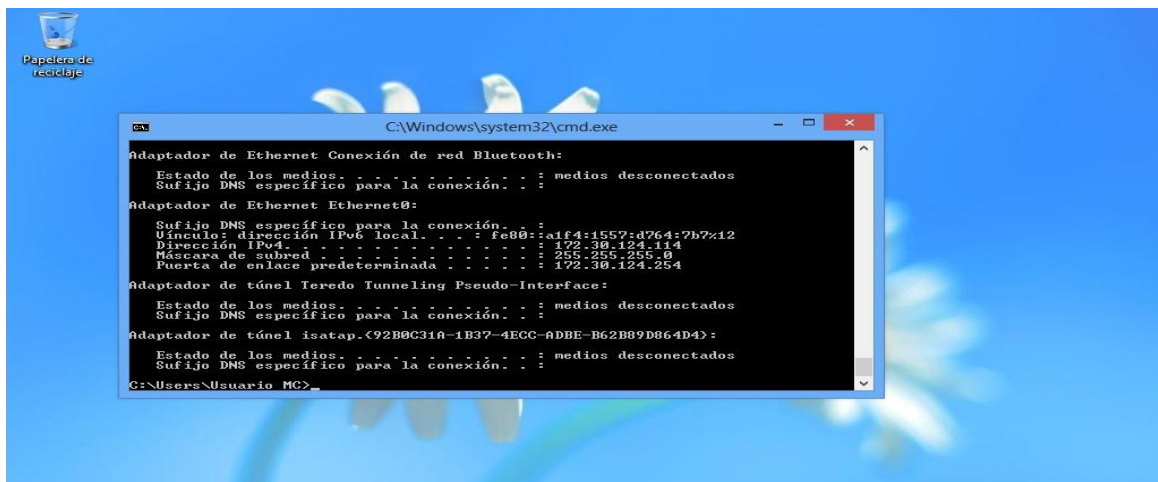 Papelera de
reciclaje
C:\Windows\system32\cmd.exe
Adaptador de Ethernet Conexión de red Bluetooth:
Estado de los medios. . . . . . . . . . . : medios desconectados
Sufijo DNS específico para la conexión. . :
Adaptador de Ethernet Ethernet0:
Sufijo DNS específico para la conexión. . :
Vínculo: dirección IPv6 local. . . : fe80::a1f4:1557:d764:7b7%12
Dirección IPv4. . . . . . . . . . . . . . : 172.30.124.114
Máscara de subred . . . . . . . . . . . . : 255.255.255.0
Puerta de enlace predeterminada . . . . . : 172.30.124.254
Adaptador de túnel Teredo Tunneling Pseudo-Interface:
Estado de los medios. . . . . . . . . . . : medios desconectados
Sufijo DNS específico para la conexión. . :
Adaptador de túnel isatap.{92B0C31A-1B37-4ECC-ADBE-B62B89D864D4}:
Estado de los medios. . . . . . . . . . . : medios desconectados
Sufijo DNS específico para la conexión. . :
C:\Users\Usuario MC>_